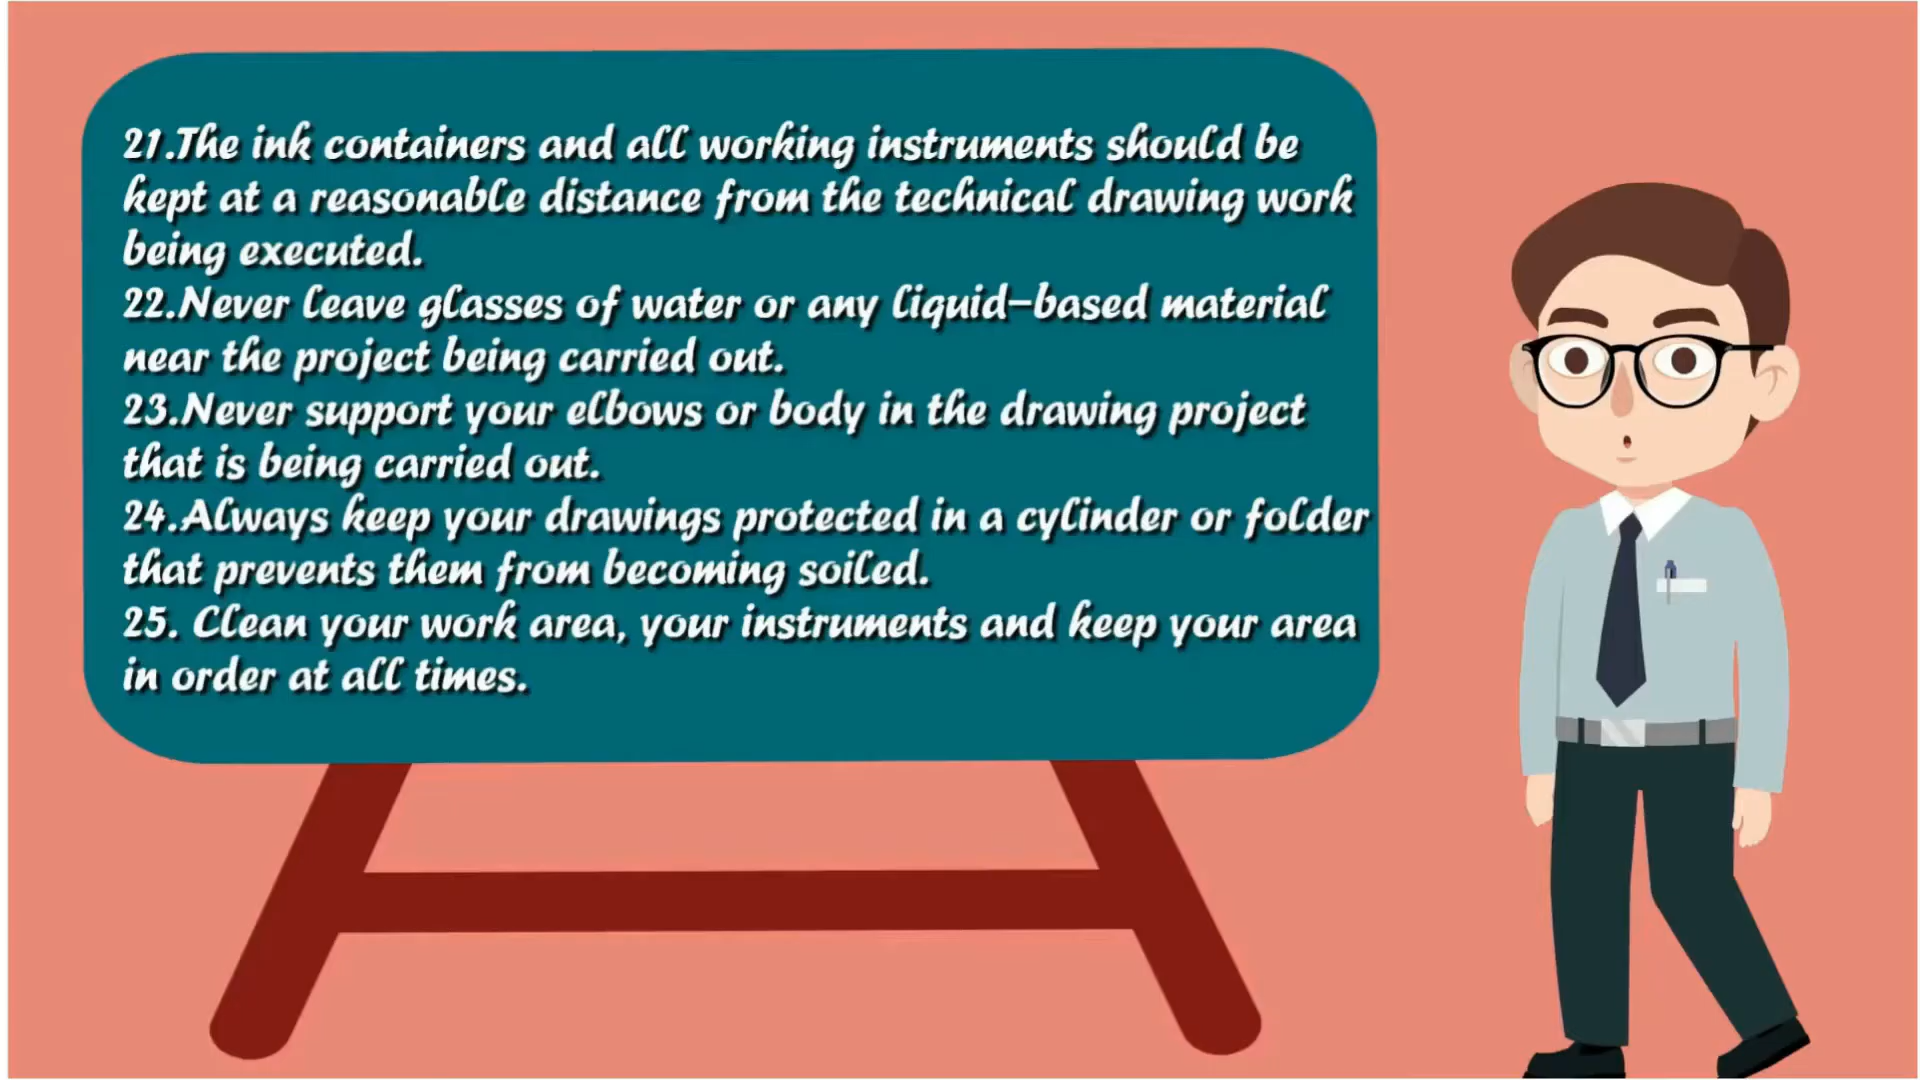 21.The ink containers and all working instruments should be
kept at a reasonable distance from the technical drawing work
being executed.
22.Never leave glasses of water or any liquid-based material
near the project being carried out.
23.Never support your elbows or body in the drawing project
that is being carried out.
24.Always keep your drawings protected in a cylinder or folder
that prevents them from becoming soiled.
25. Clean your work area, your instruments and keep your area
in order at all times.